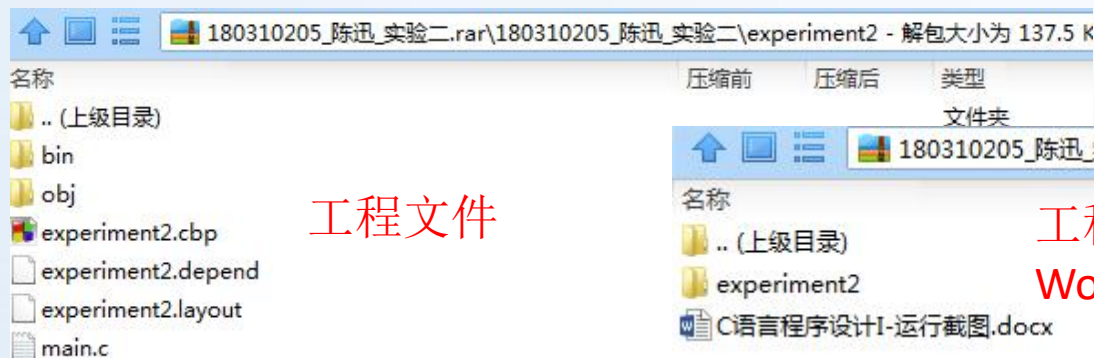 180310205_陈迅_实验二.rar\180310205_陈迅_实验二\experiment2 - 解包大小为 137.5 K
名称 压缩前 压缩后 类型
.. (上级目录) 文件夹
bin
obj
experiment2.cbp
experiment2.depend
experiment2.layout
main.c
工程文件
180310205_陈迅_
名称
.. (上级目录)
experiment2
C语言程序设计I-运行截图.docx
工
Wo